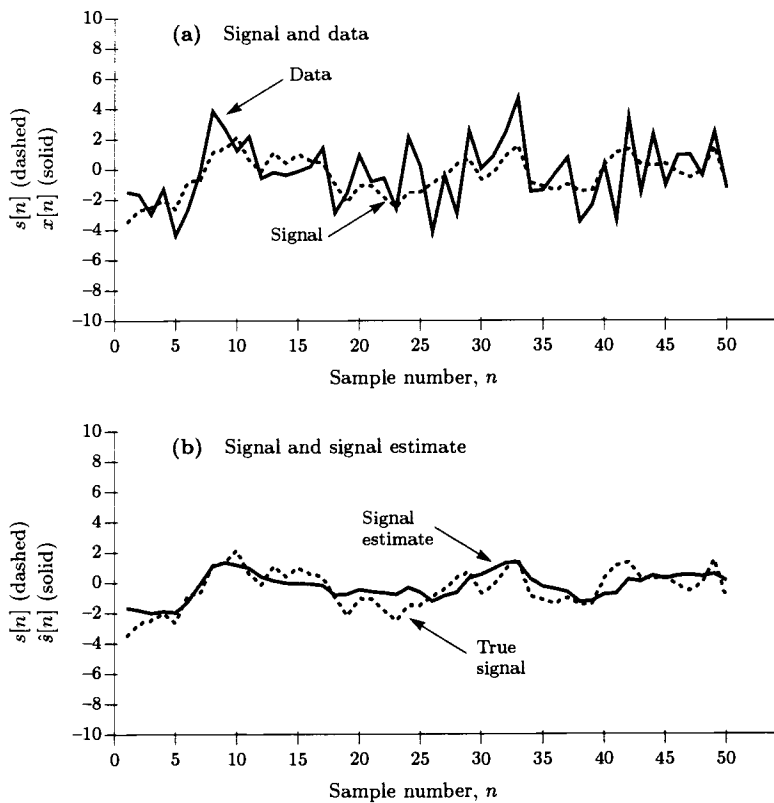 (a) Signal and data
Data
Signal
s[n] (dashed)
x[n] (solid)
10
8
6
4
2
0
−2
−4
−6
−8
−10
0 5 10 15 20 25 30 35 40 45 50
Sample number, n
(b) Signal and signal estimate
Signal
estimate
True
signal
s[n] (dashed)
ŝ[n] (solid)
10
8
6
4
2
0
−2
−4
−6
−8
−10
0 5 10 15 20 25 30 35 40 45 50
Sample number, n